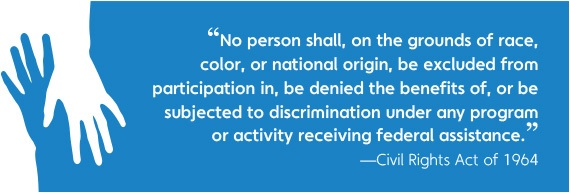 “No person shall, on the grounds of race,
color, or national origin, be excluded from
participation in, be denied the benefits of, or be
subjected to discrimination under any program
or activity receiving federal assistance.”
—Civil Rights Act of 1964